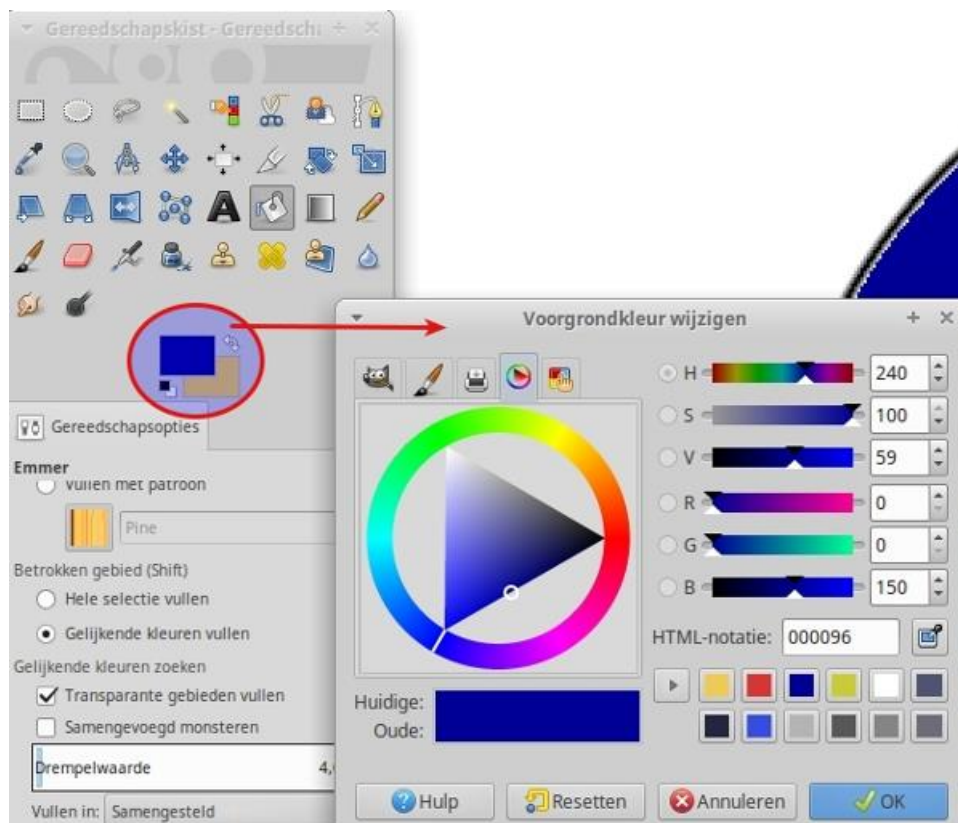 Gereedschapskist - Gereedscha
Gereedschapsopties
Emmer
Vullen met patroon
Pine
Betrokken gebied (Shift)
Hele selectie vullen
Gelijkende kleuren vullen
Gelijkende kleuren zoeken
Transparante gebieden vullen
Samengevoegd monsteren
Drempelwaarde 4,
Vullen in: Samengesteld
Voorgrondkleur wijzigen
H 240
S 100
V 59
R 0
G 0
B 150
HTML-notatie: 000096
Huidige:
Oude:
Hulp
Resetten
Annuleren
OK